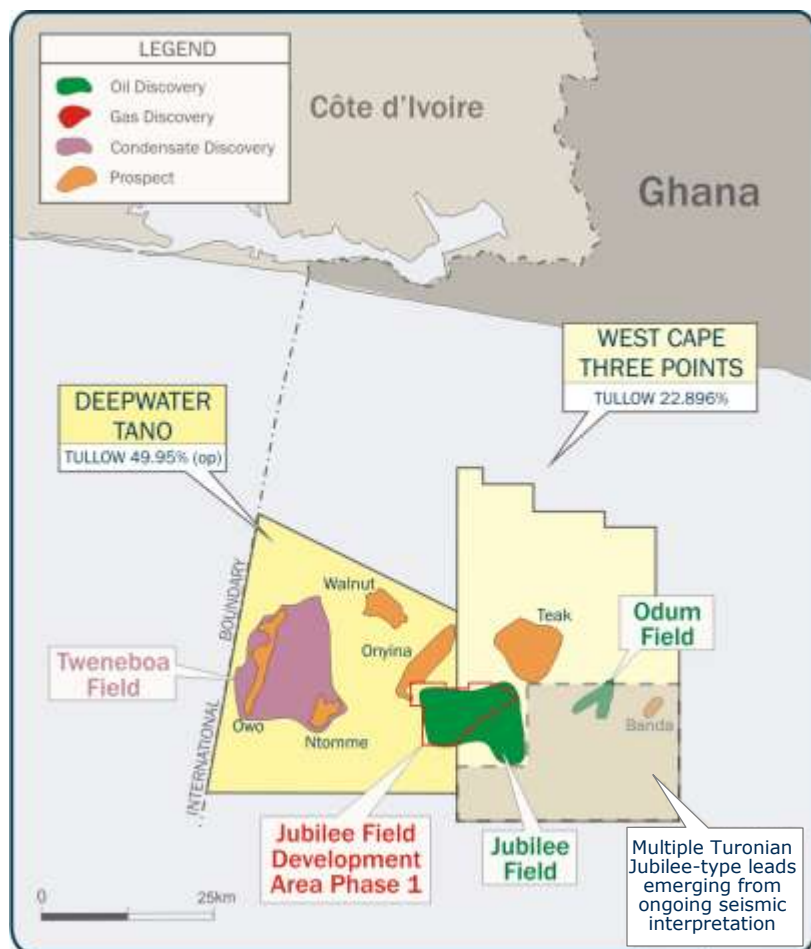 LEGEND
Oil Discovery
Gas Discovery
Condensate Discovery
Prospect
Côte d'Ivoire
Ghana
WEST CAPE
THREE POINTS
TULLOW 22.896%
DEEPWATER
TANO
TULLOW 49.95% (op)
INTERNATIONAL BOUNDARY
Walnut
Onyina
Teak
Odum
Field
Tweneboa
Field
Owo
Ntomme
Banda
Jubilee Field
Development
Area Phase 1
Jubilee
Field
Multiple Turonian
Jubilee-type leads
emerging from
ongoing seismic
interpretation
0 25km